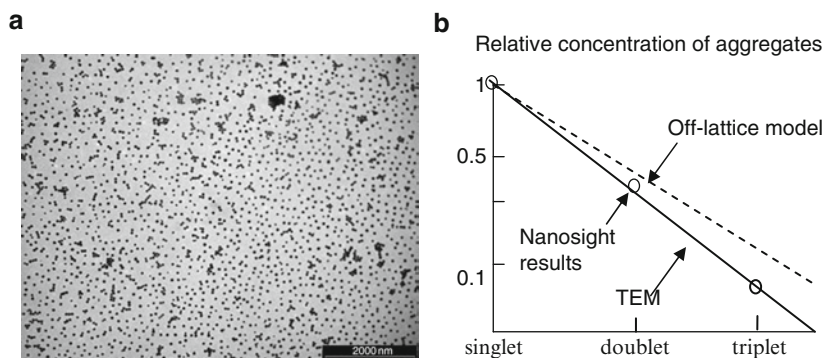 a
2000 nm
b
Relative concentration of aggregates
1
Off-lattice model
0.5
Nanosight
results
0.1
TEM
singlet
doublet
triplet